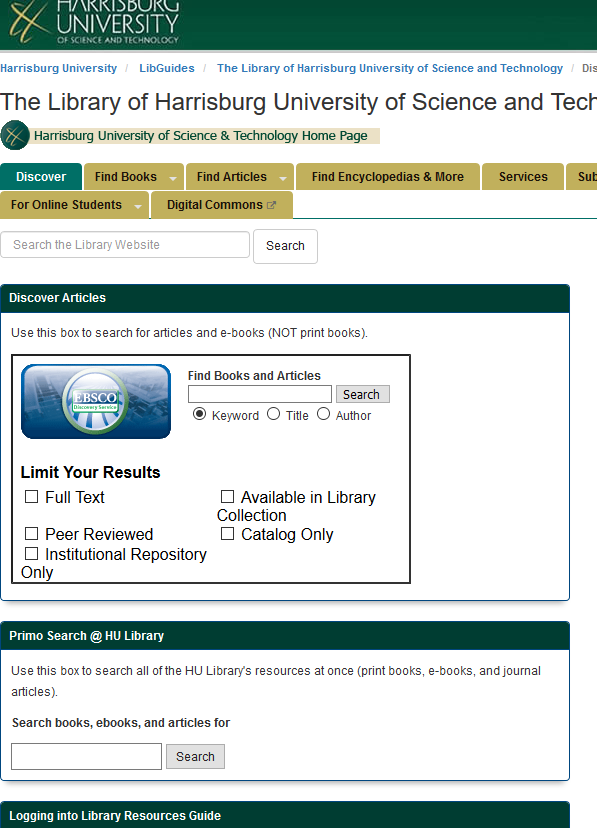 HARRISBURG
UNIVERSITY
OF SCIENCE AND TECHNOLOGY
Harrisburg University / LibGuides / The Library of Harrisburg University of Science and Technology / Dis
The Library of Harrisburg University of Science and Tech
Harrisburg University of Science & Technology Home Page
Discover Find Books Find Articles Find Encyclopedias & More Services Sub
For Online Students Digital Commons
Search the Library Website Search
Discover Articles
Use this box to search for articles and e-books (NOT print books).
EBSCO
Discovery Service
Find Books and Articles
Search
Keyword Title Author
Limit Your Results
Full Text Available in Library
Collection
Peer Reviewed Catalog Only
Institutional Repository
Only
Primo Search @ HU Library
Use this box to search all of the HU Library's resources at once (print books, e-books, and journal
articles).
Search books, ebooks, and articles for
Search
Logging into Library Resources Guide